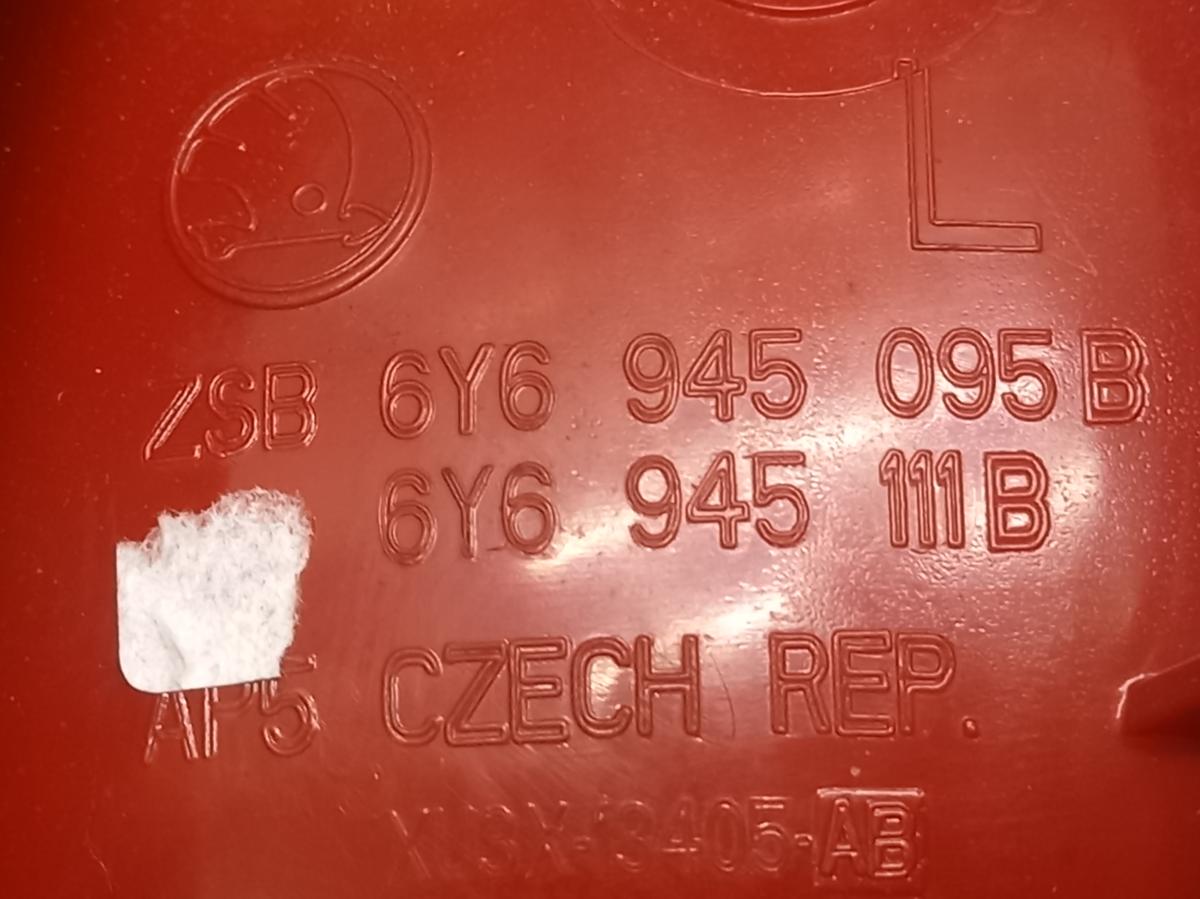 L
ZSB 6Y6 945 095 B
6Y6 945 111 B
AP5 CZECH REP.